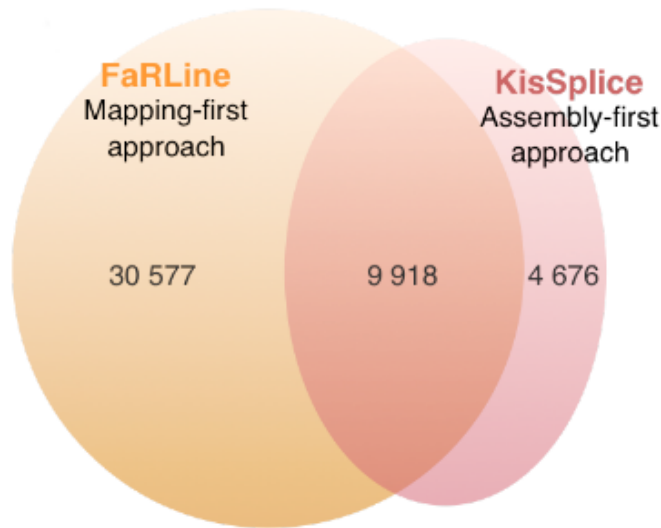 FaRLine
Mapping-first
approach
KisSplice
Assembly-first
approach
30 577
9 918
4 676